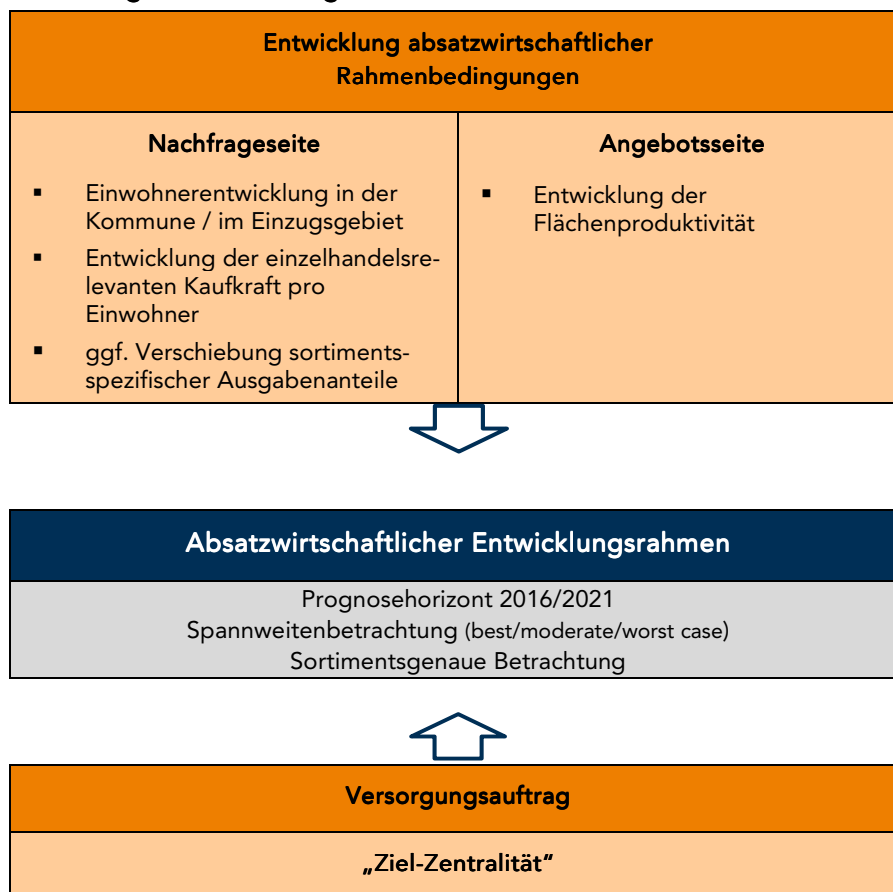 Entwicklung absatzwirtschaftlicher
Rahmenbedingungen
Nachfrageseite
▪ Einwohnerentwicklung in der
Kommune / im Einzugsgebiet
▪ Entwicklung der einzelhandelsre-
levanten Kaufkraft pro
Einwohner
▪ ggf. Verschiebung sortiments-
spezifischer Ausgabenanteile
Angebotsseite
▪ Entwicklung der
Flächenproduktivität
Absatzwirtschaftlicher Entwicklungsrahmen
Prognosehorizont 2016/2021
Spannweitenbetrachtung (best/moderate/worst case)
Sortimentsgenaue Betrachtung
Versorgungsauftrag
„Ziel-Zentralität“